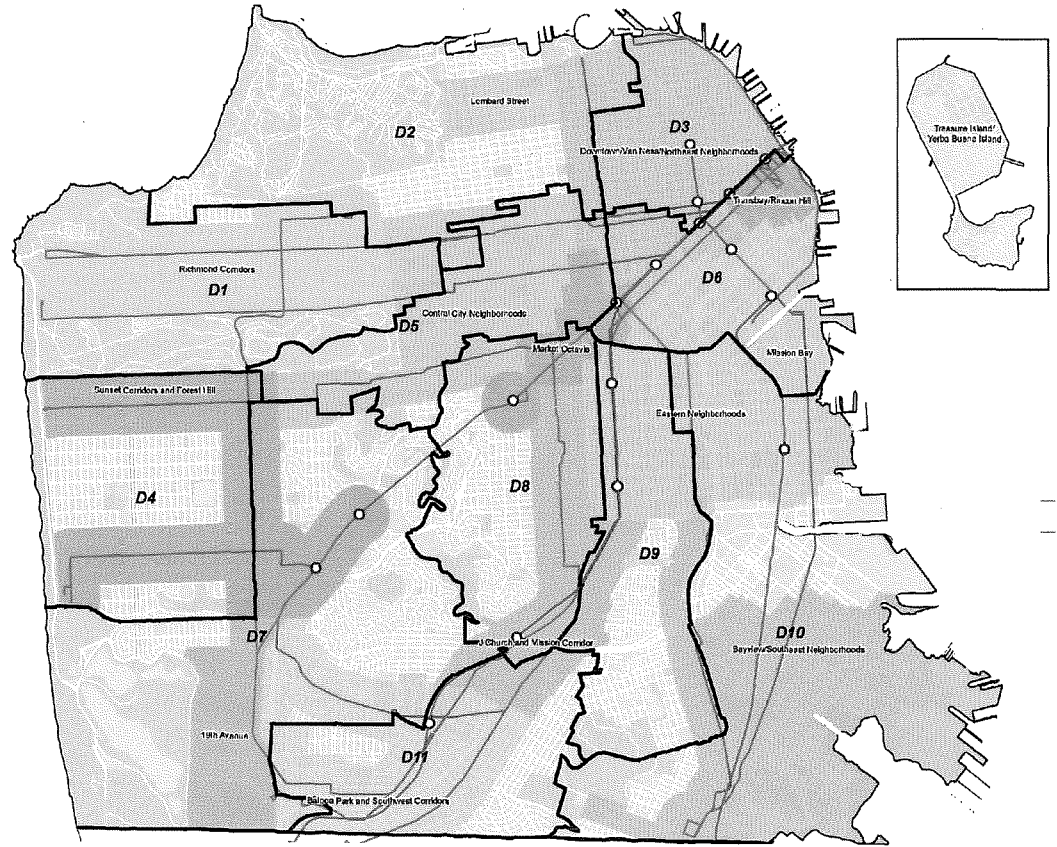 Lombard Street
D2
D3
Downtown/Van Ness/Northeast Neighborhoods
Treasure Island/
Yerba Buena Island
Transbay/Rincon Hill
Richmond Corridors
D1
D6
D5
Central City Neighborhoods
Market Octavia
Mission Bay
Sunset Corridors and Forest Hill
Eastern Neighborhoods
D4
D8
D9
D7
J Church and Mission Corridor
D10
Bayview/Southeast Neighborhoods
19th Avenue
D11
Balboa Park and Southwest Corridors